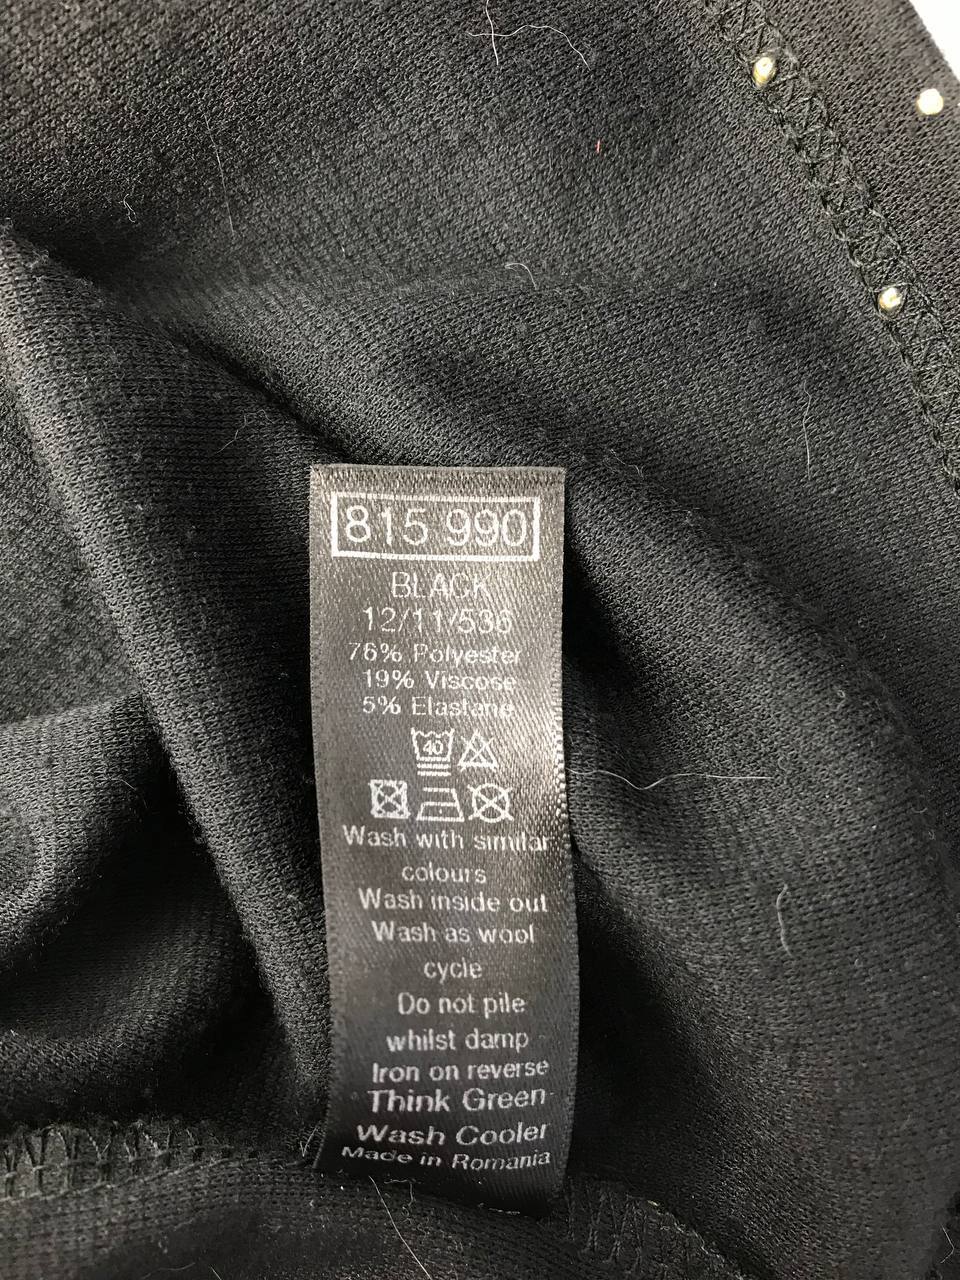 815 990
BLACK
12/11/536
76% Polyester
19% Viscose
5% Elastane
40
Wash with similar
colours
Wash inside out
Wash as wool
cycle
Do not pile
whilst damp
Iron on reverse
Think Green
Wash Cooler
Made in Romania